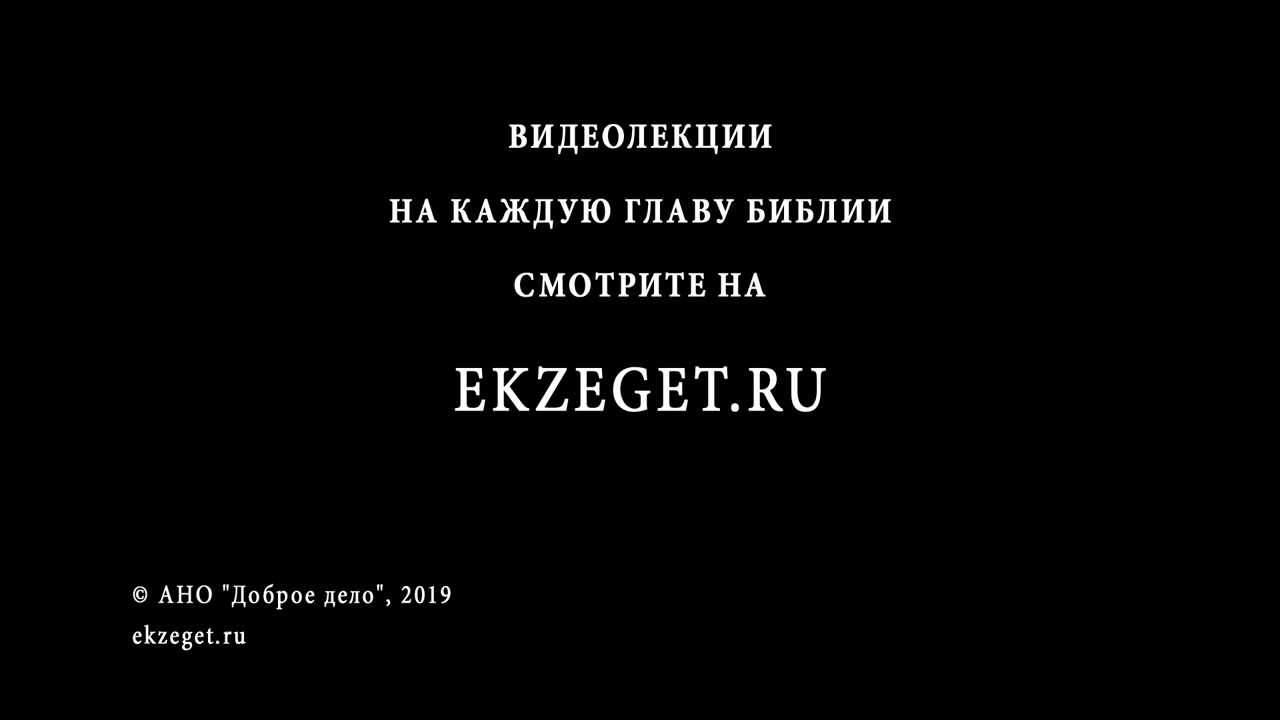 ВИДЕОЛЕКЦИИ
НА КАЖДУЮ ГЛАВУ БИБЛИИ
СМОТРИТЕ НА
EKZEGET.RU
© АНО "Доброе дело", 2019
ekzeget.ru